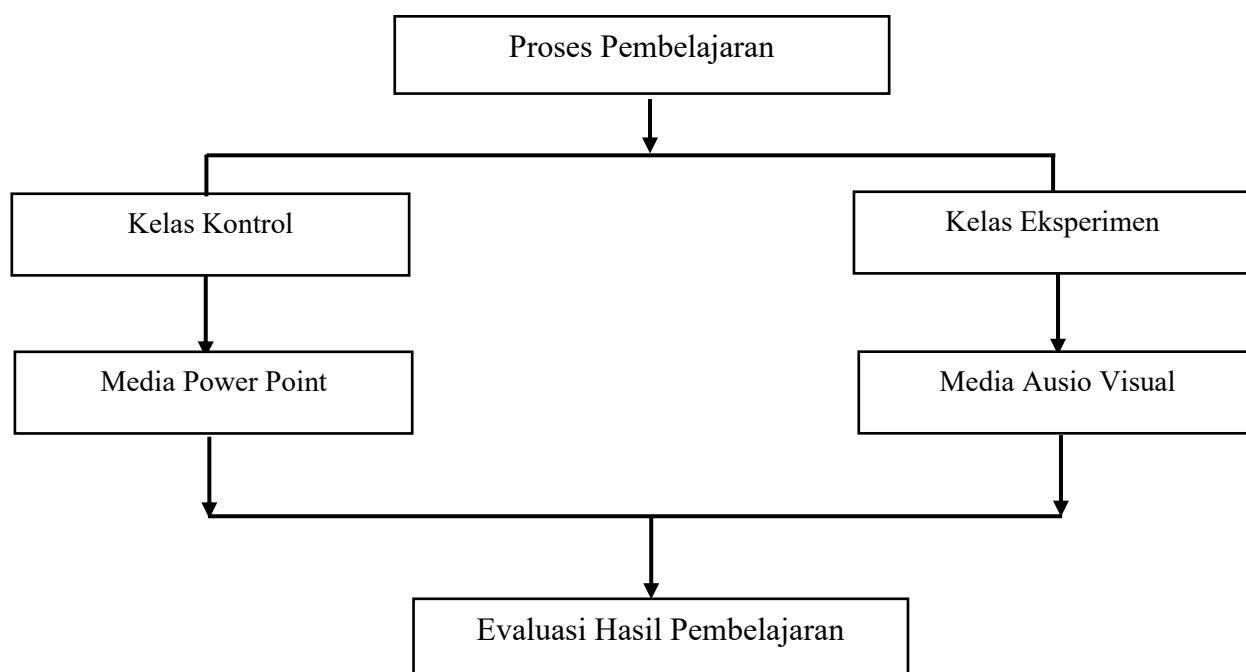 Proses Pembelajaran
Kelas Kontrol
Kelas Eksperimen
Media Power Point
Media Ausio Visual
Evaluasi Hasil Pembelajaran